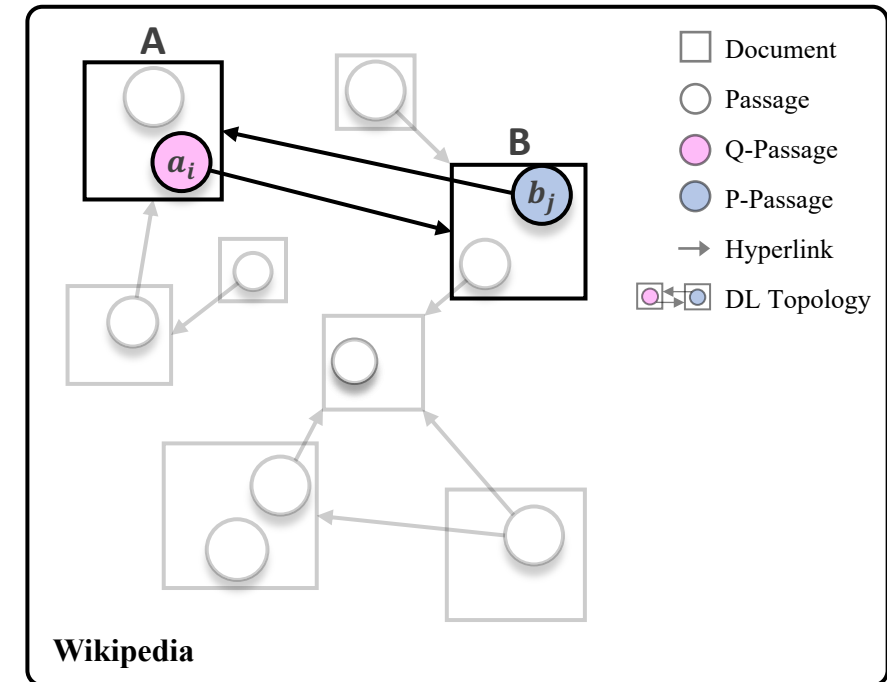 A
a_i
B
b_j
Document
Passage
Q-Passage
P-Passage
Hyperlink
DL Topology
Wikipedia